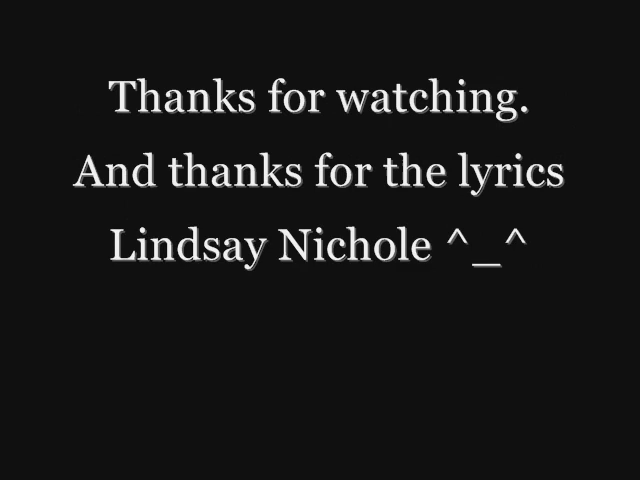 Thanks for watching.
And thanks for the lyrics
Lindsay Nichole ^_^